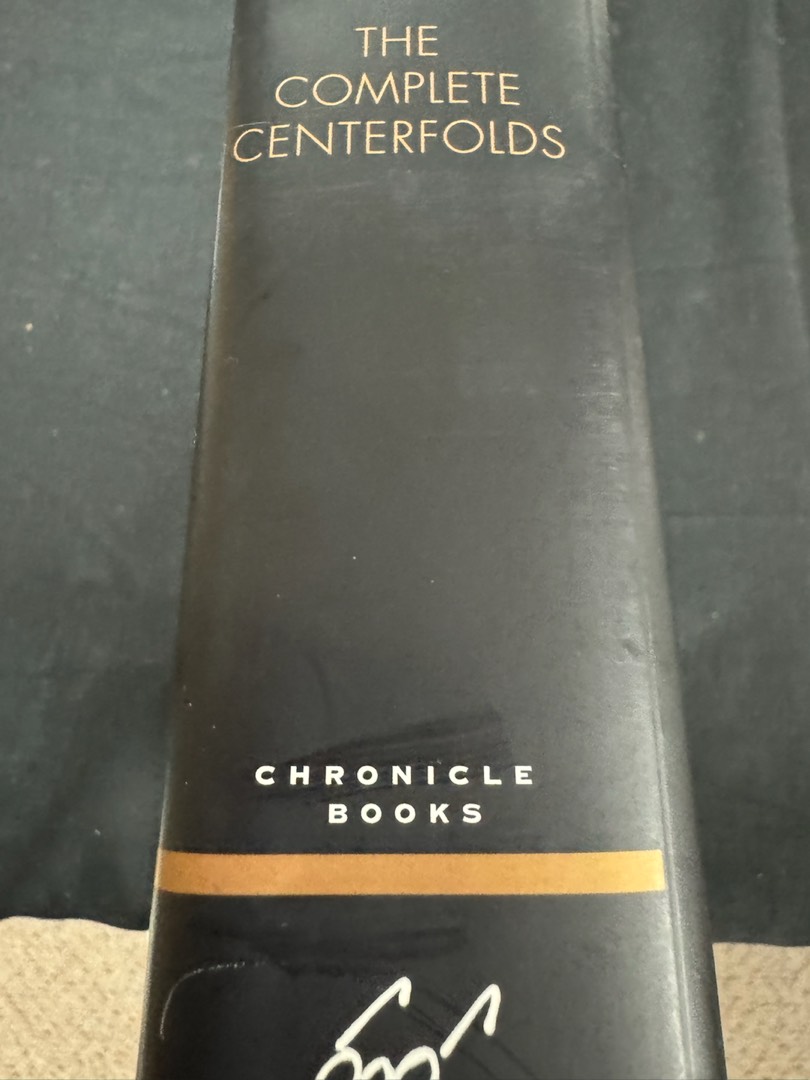 THE
COMPLETE
CENTERFOLDS
CHRONICLE
BOOKS